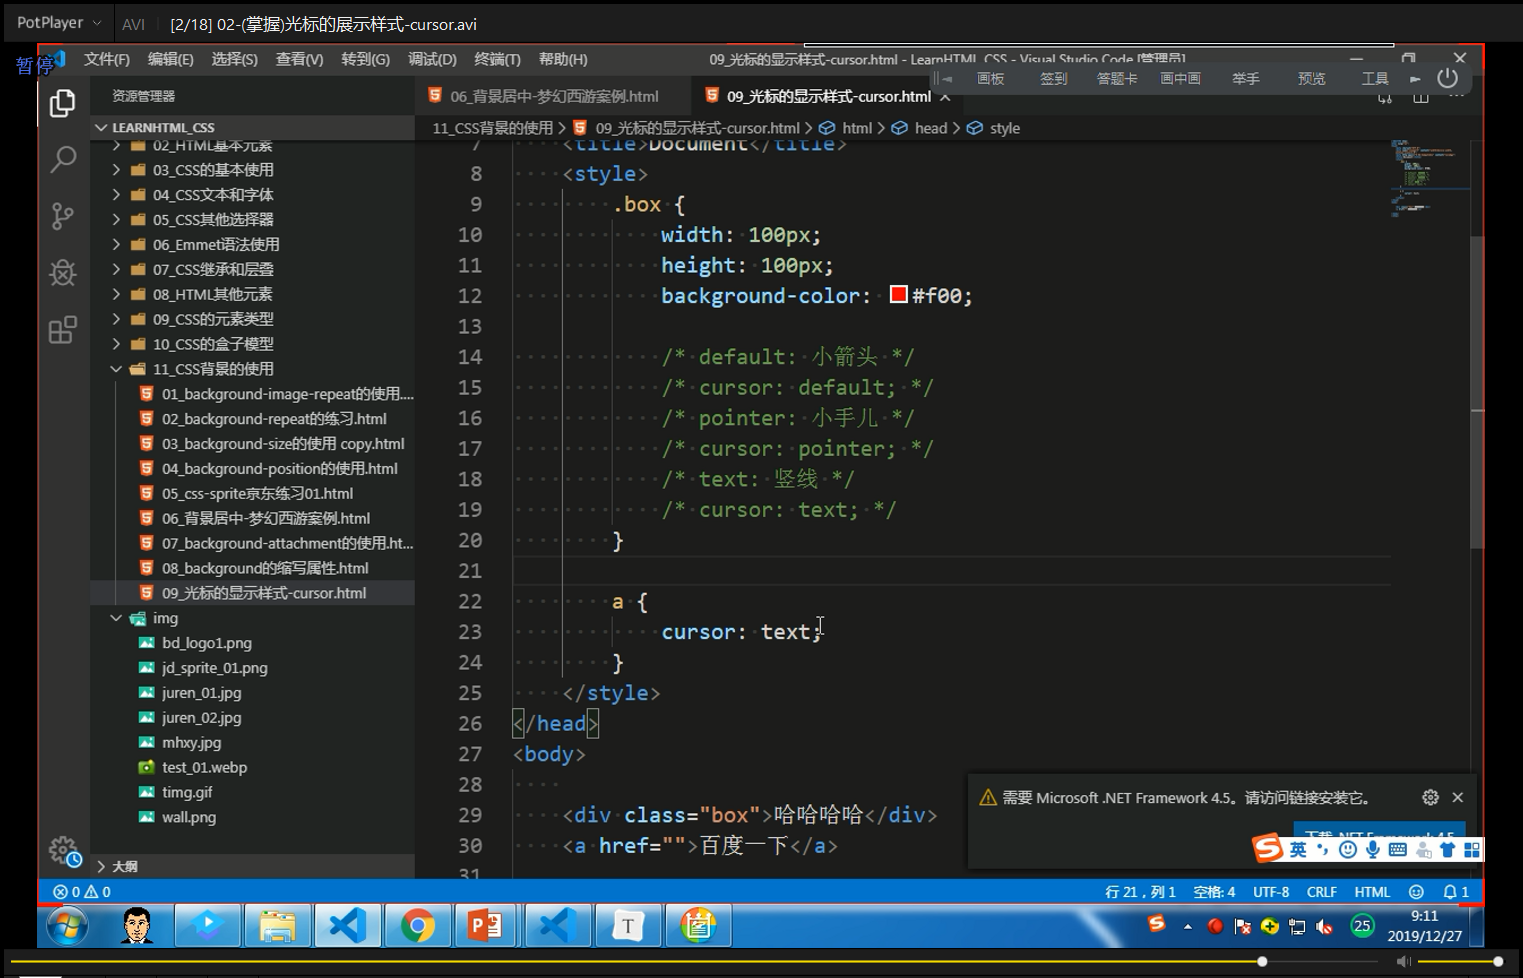 PotPlayer
AVI
[2/18] 02-(掌握)光标的展示样式-cursor.avi
暂停
文件(F) 编辑(E) 选择(S) 查看(V) 转到(G) 调试(D) 终端(T) 帮助(H)
09_光标的显示样式-cursor.html - LearnHTML_CSS - Visual Studio Code [管理员]
画板 签到 答题卡 画中画 举手 预览 工具
资源管理器
06_背景居中-梦幻西游案例.html
09_光标的显示样式-cursor.html
LEARNHTML_CSS
11_CSS背景的使用 > 09_光标的显示样式-cursor.html > html > head > style
02_HTML基本元素
03_CSS的基本使用
04_CSS文本和字体
05_CSS其他选择器
06_Emmet语法使用
07_CSS继承和层叠
08_HTML其他元素
09_CSS的元素类型
10_CSS的盒子模型
11_CSS背景的使用
01_background-image-repeat的使用....
02_background-repeat的练习.html
03_background-size的使用 copy.html
04_background-position的使用.html
05_css-sprite京东练习01.html
06_背景居中-梦幻西游案例.html
07_background-attachment的使用.ht...
08_background的缩写属性.html
09_光标的显示样式-cursor.html
img
bd_logo1.png
jd_sprite_01.png
juren_01.jpg
juren_02.jpg
mhxy.jpg
test_01.webp
timg.gif
wall.png
大纲
7 <title>Document</title>
8 <style>
9 .box {
10 width: 100px;
11 height: 100px;
12 background-color: #f00;
13
14 /* default: 小箭头 */
15 /* cursor: default; */
16 /* pointer: 小手儿 */
17 /* cursor: pointer; */
18 /* text: 竖线 */
19 /* cursor: text; */
20 }
21
22 a {
23 cursor: text;
24 }
25 </style>
26 </head>
27 <body>
28
29 <div class="box">哈哈哈哈</div>
30 <a href="">百度一下</a>
31
需要 Microsoft .NET Framework 4.5。请访问链接安装它。
下载 .NET Framework 4.5
英
0 0
行 21，列 1 空格: 4 UTF-8 CRLF HTML 1
25
9:11
2019/12/27